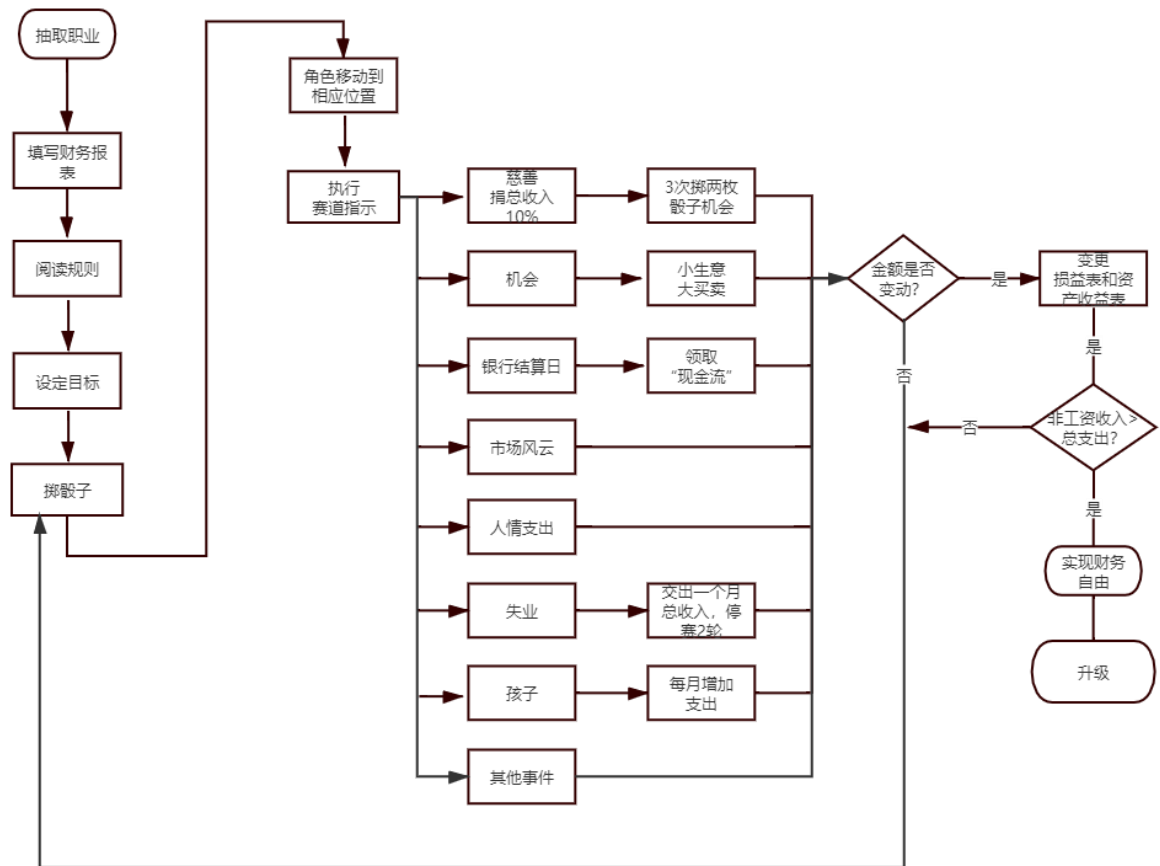 抽取职业
填写财务报
表
阅读规则
设定目标
掷骰子
角色移动到
相应位置
执行
赛道指示
慈善
捐总收入
10%
3次掷两枚
骰子机会
机会
小生意
大买卖
银行结算日
领取
“现金流”
市场风云
人情支出
失业
交出一个月
总收入，停
赛2轮
孩子
每月增加
支出
其他事件
金额是否
变动?
是
否
变更
损益表和资
产收益表
是
非工资收入>
总支出?
否
是
实现财务
自由
升级